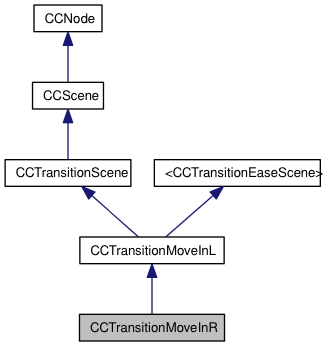 CCNode
CCScene
CCTransitionScene
<CCTransitionEaseScene>
CCTransitionMoveInL
CCTransitionMoveInR